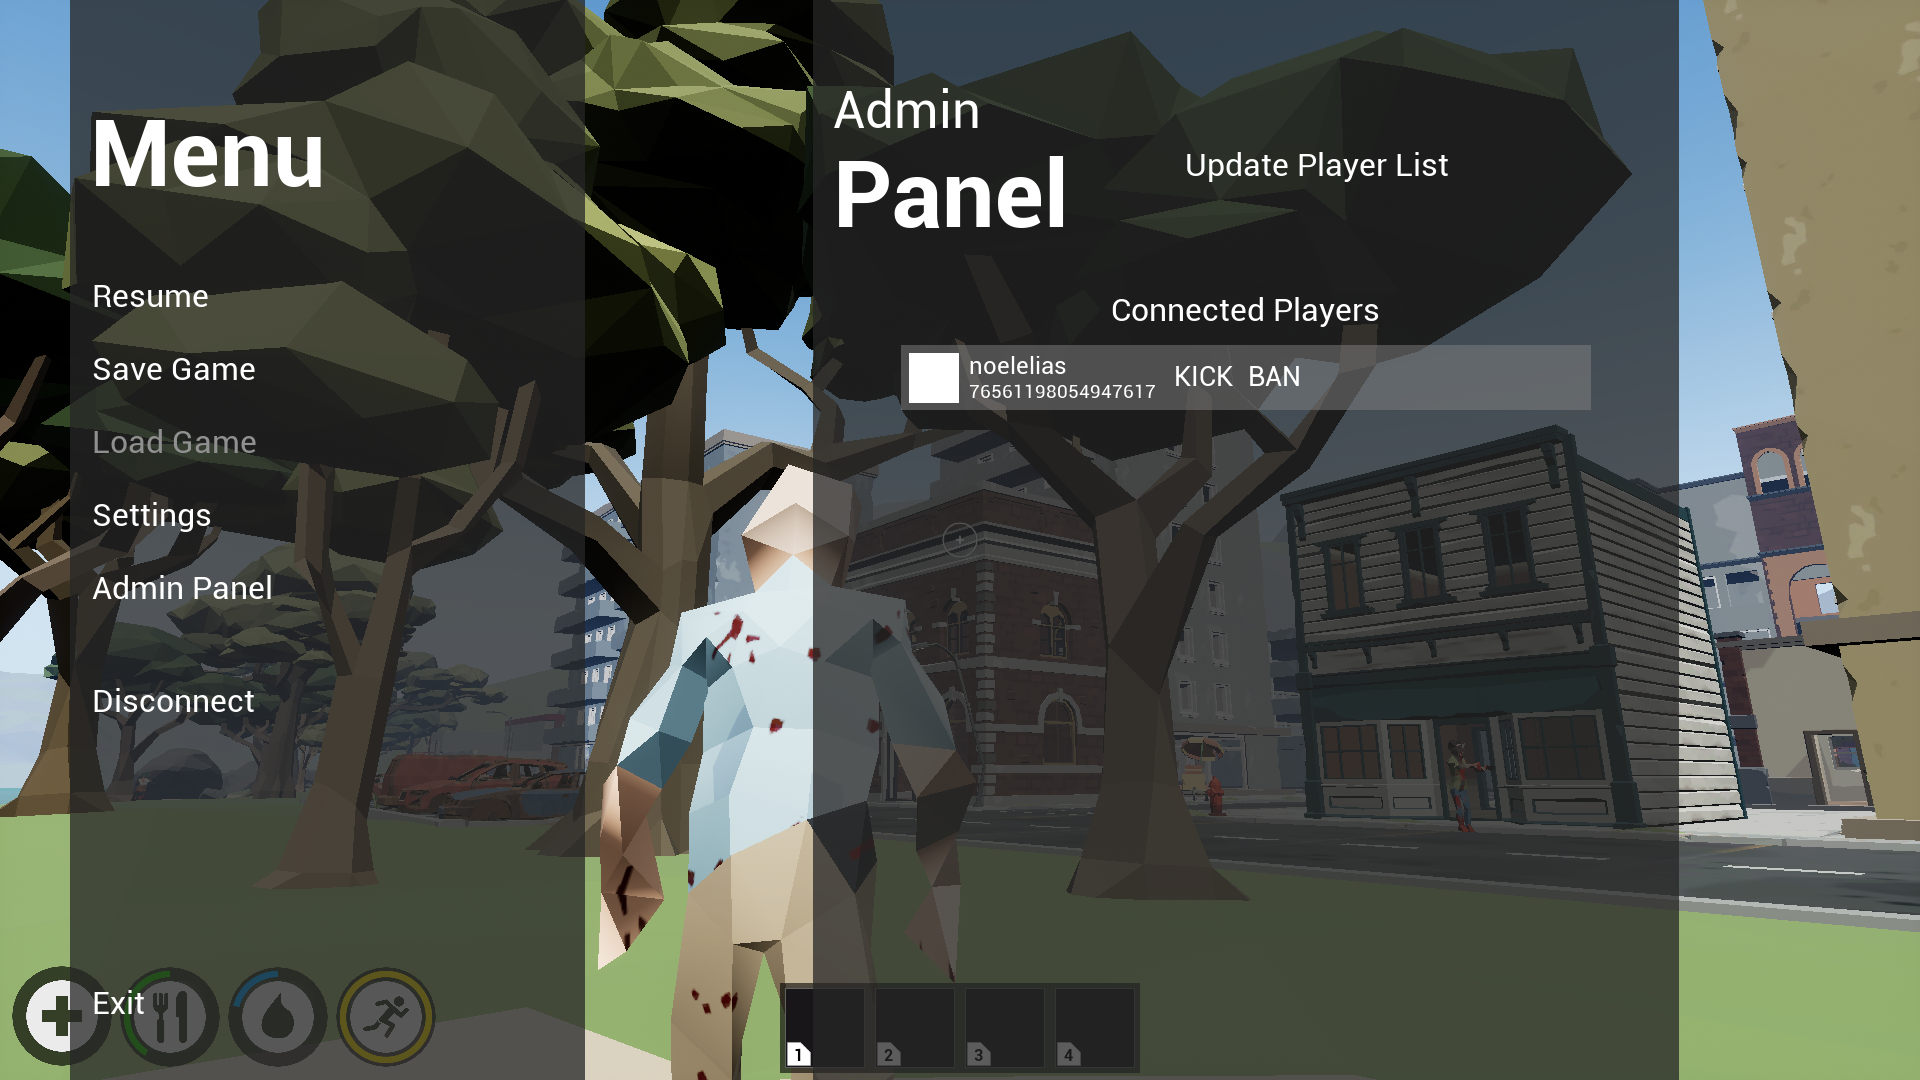 Menu
Resume
Save Game
Load Game
Settings
Admin Panel
Disconnect
Exit
Admin
Panel
Update Player List
Connected Players
noelelias
76561198054947617
KICK BAN
1 2 3 4